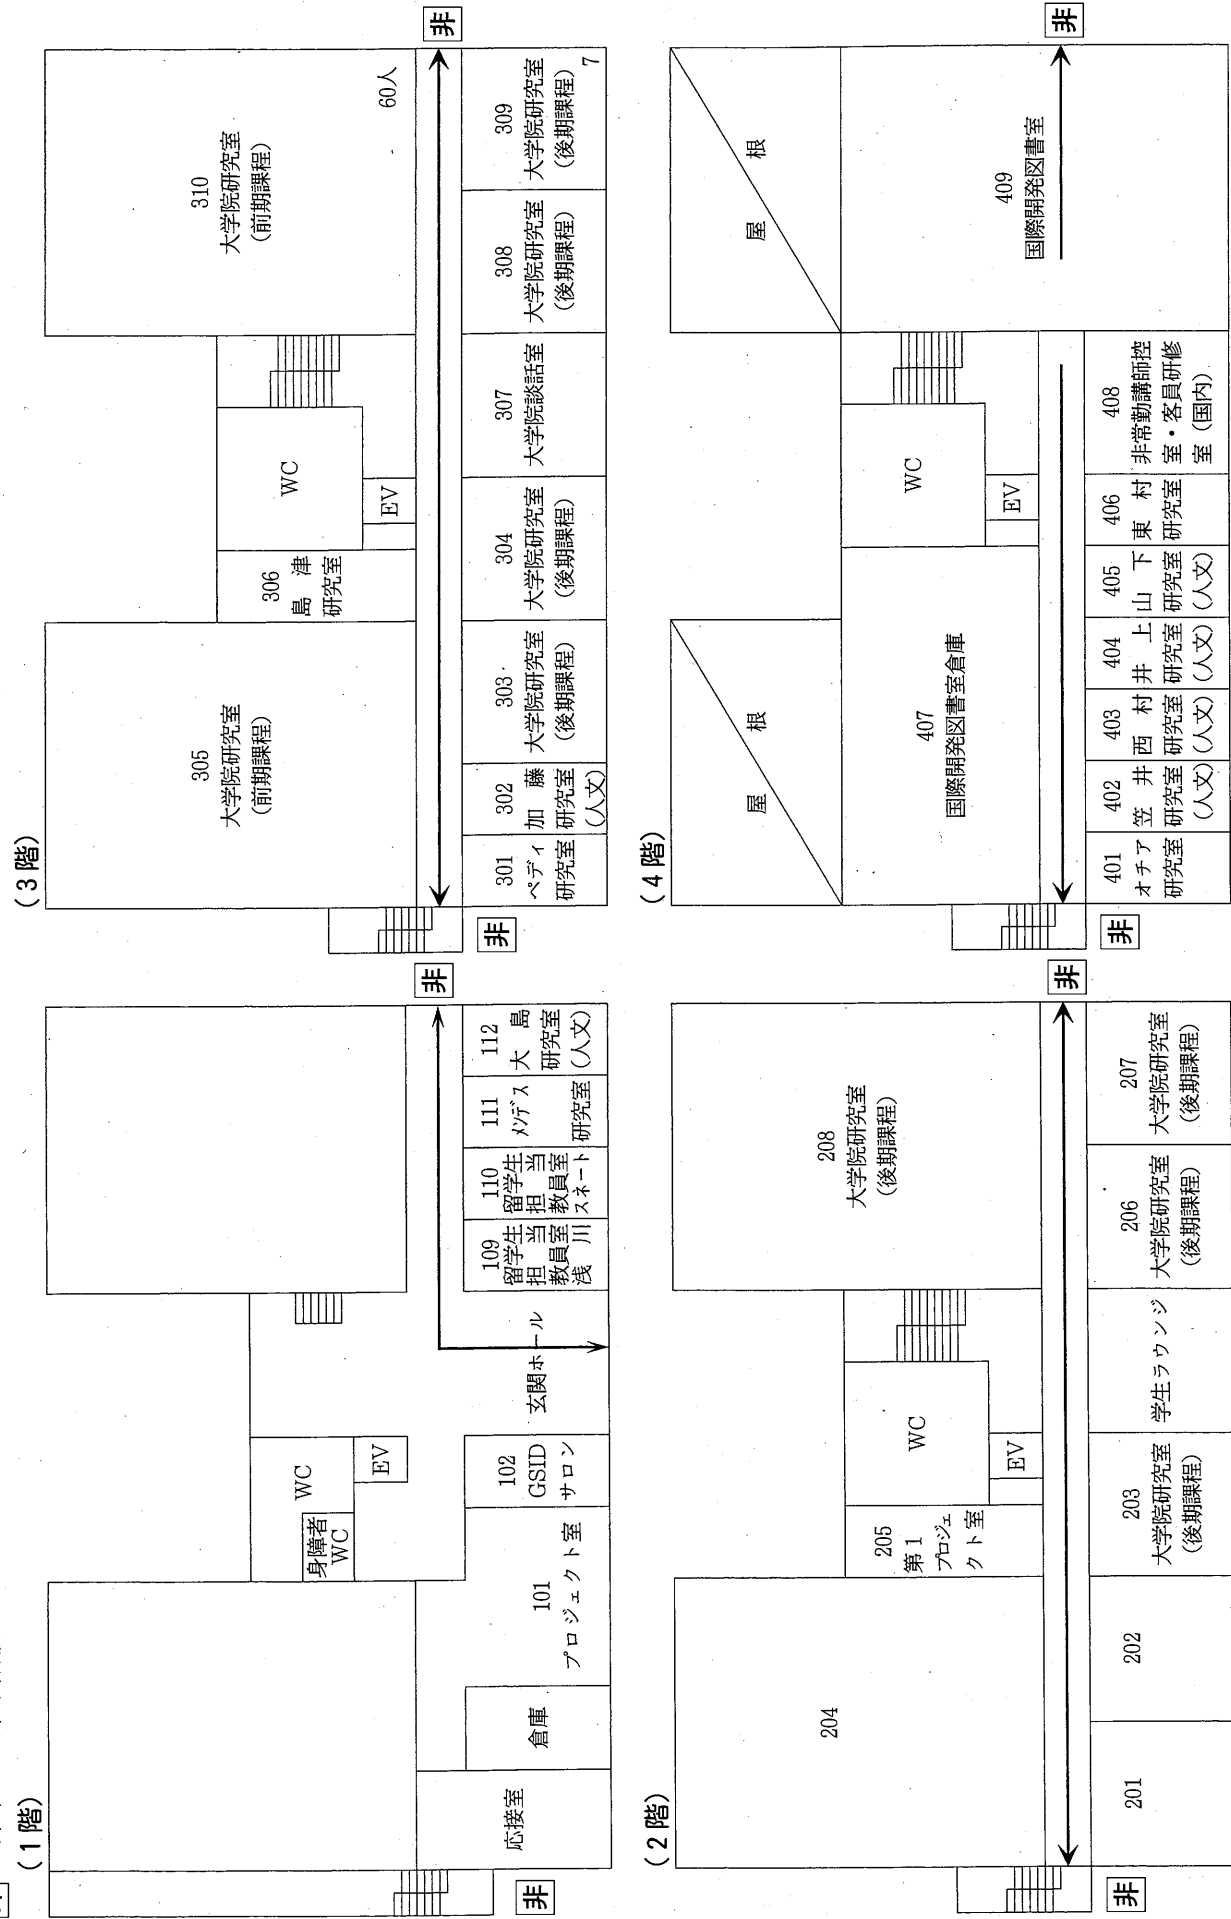 (1階)
応接室
倉庫
101
プロジェクト室
102
GSID
サロン
身障者
WC
WC
EV
玄関ホール
109
留学生
担当
教員室
浅川
110
留学生
担当
教員室
スネート
111
メンデス
研究室
112
大島
研究室
(人文)
非
非
(2階)
204
205
第1
プロジェ
クト室
WC
EV
208
大学院研究室
(後期課程)
201
202
203
大学院研究室
(後期課程)
学生ラウンジ
206
大学院研究室
(後期課程)
207
大学院研究室
(後期課程)
非
非
(3階)
305
大学院研究室
(前期課程)
306
島津
研究室
WC
EV
310
大学院研究室
(前期課程)
60人
301
ペディ
研究室
302
加藤
研究室
(人文)
303
大学院研究室
(後期課程)
304
大学院研究室
(後期課程)
307
大学院談話室
308
大学院研究室
(後期課程)
309
大学院研究室
(後期課程)
7
非
非
(4階)
屋根
屋根
407
国際開発図書室倉庫
WC
EV
409
国際開発図書室
401
オチア
研究室
402
笠井
研究室
(人文)
403
西村
研究室
(人文)
404
井上
研究室
(人文)
405
山下
研究室
(人文)
406
東村
研究室
408
非常勤講師控
室・客員研修
室(国内)
非
非